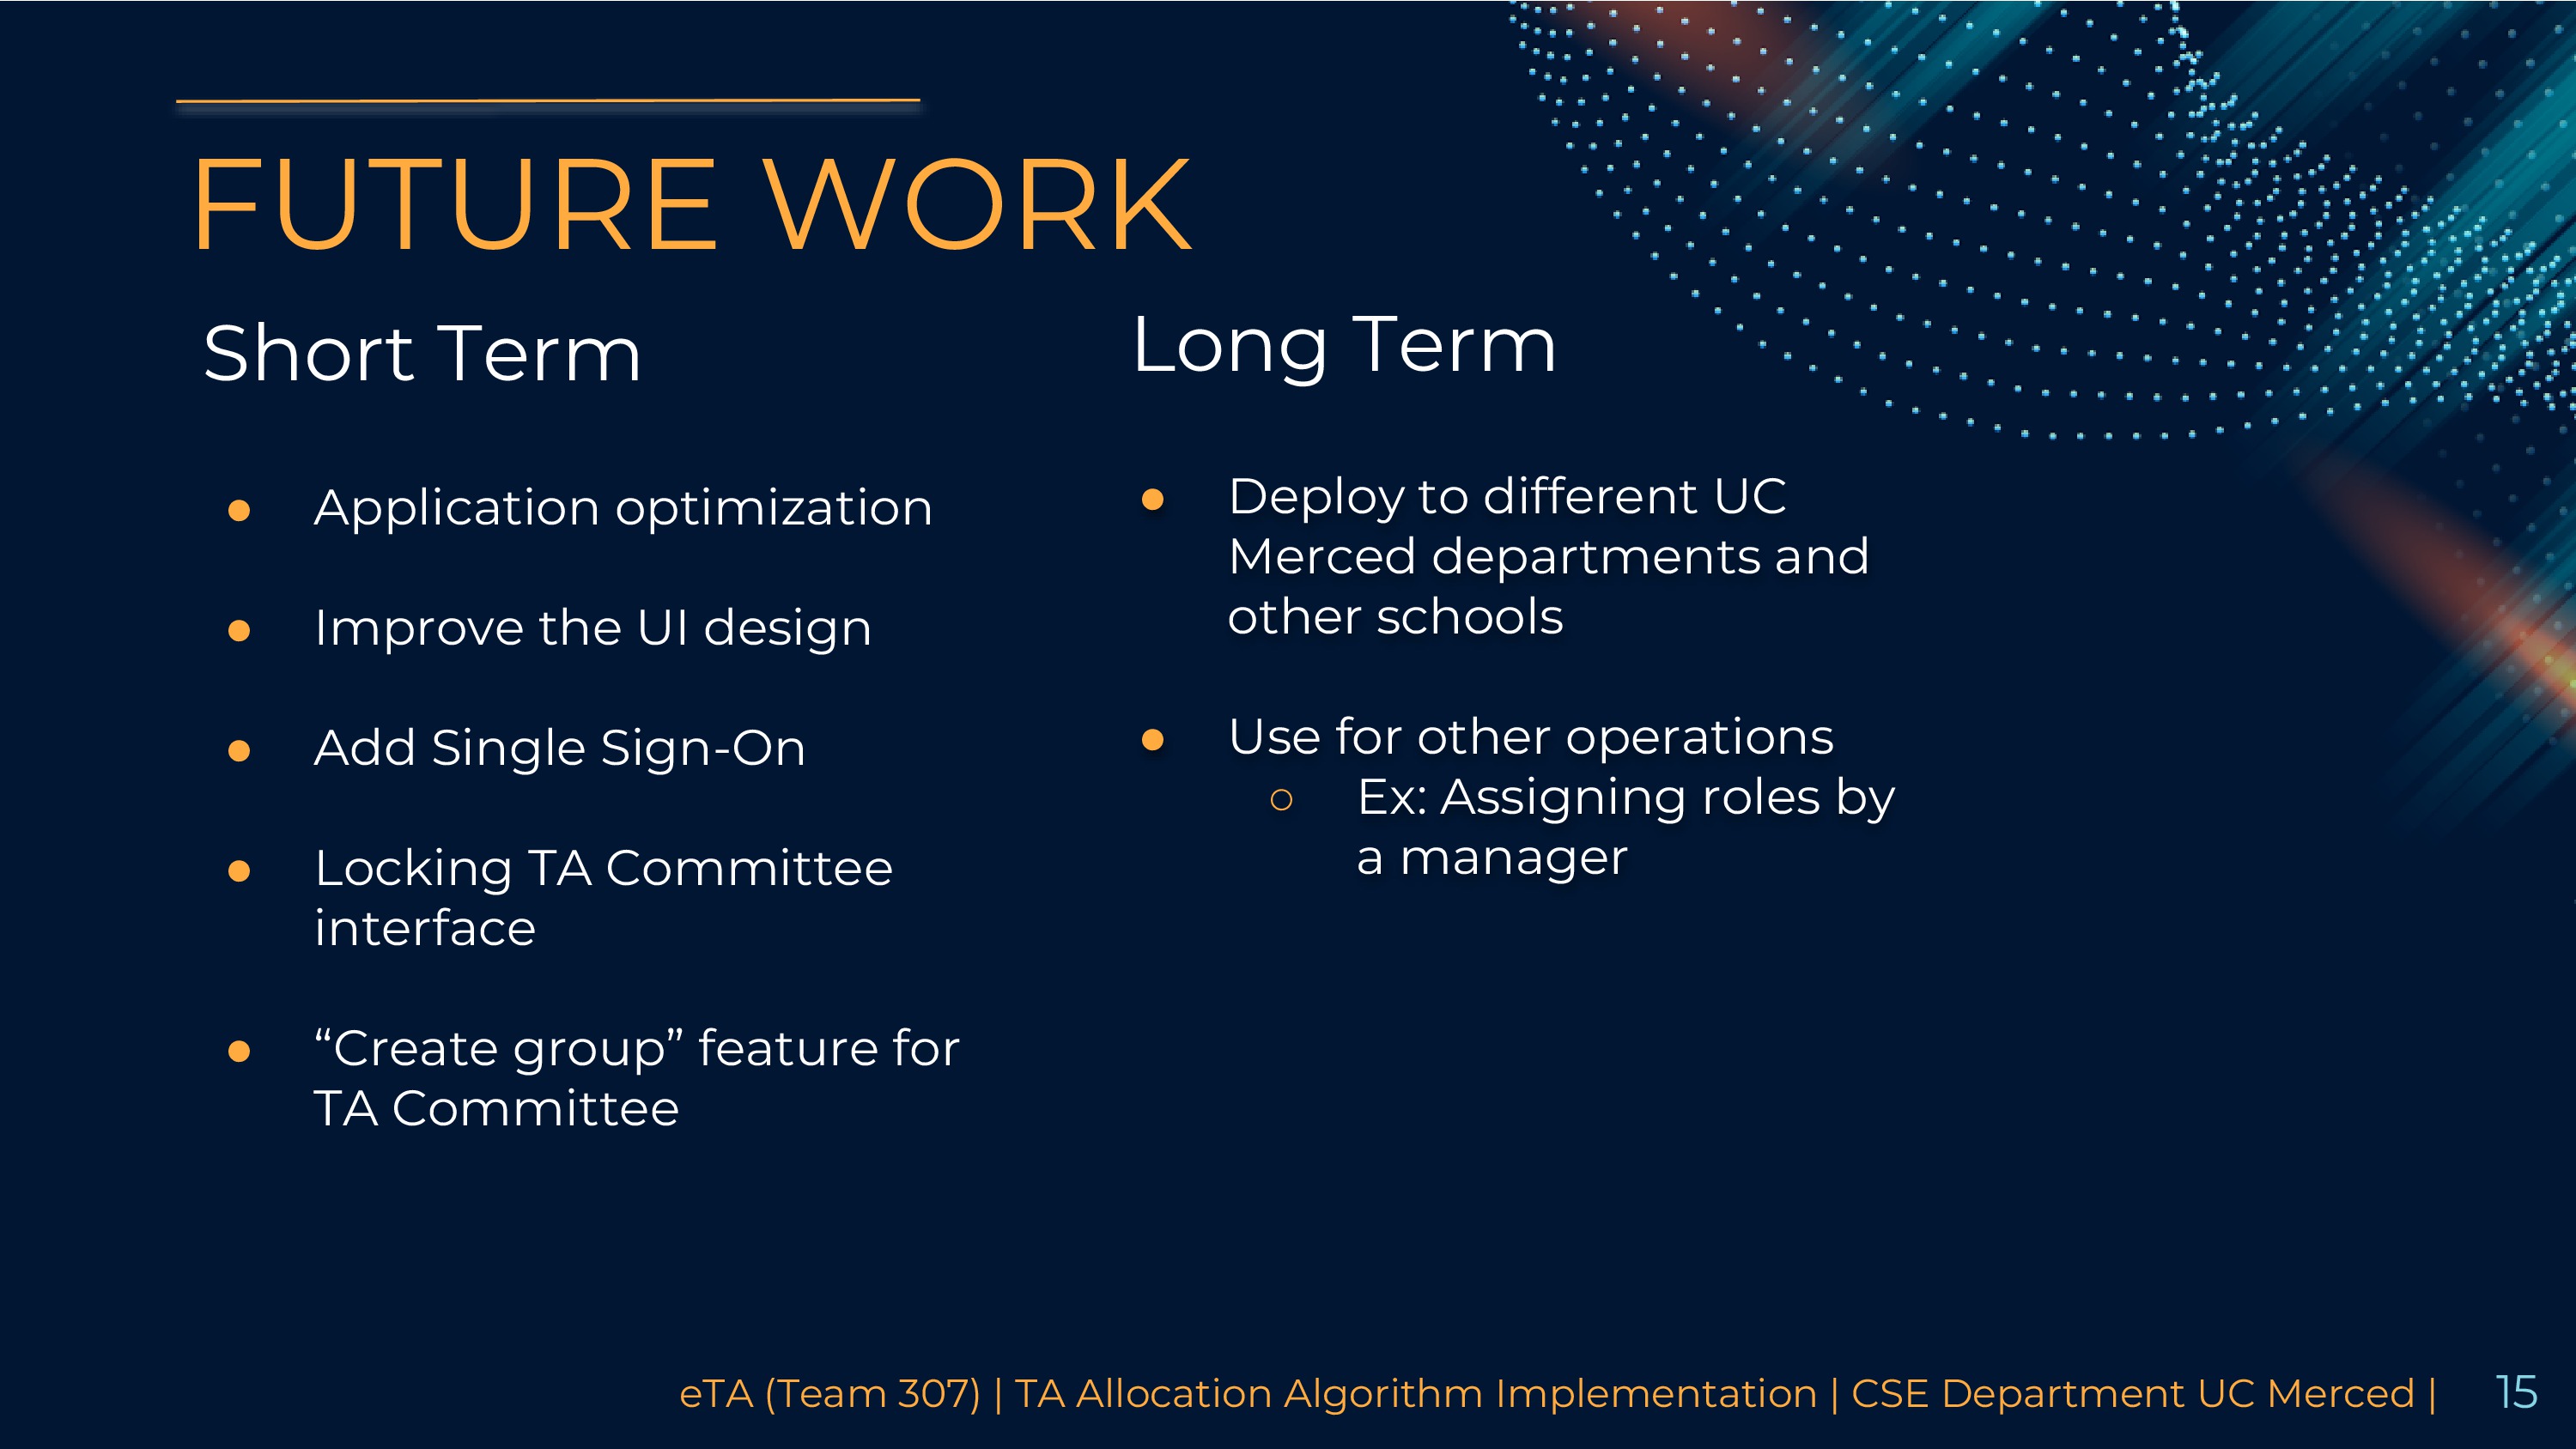 FUTURE WORK
Short Term
● Application optimization
● Improve the UI design
● Add Single Sign-On
● Locking TA Committee
interface
● “Create group” feature for
TA Committee
Long Term
● Deploy to different UC
Merced departments and
other schools
● Use for other operations
○ Ex: Assigning roles by
a manager
eTA (Team 307) | TA Allocation Algorithm Implementation | CSE Department UC Merced | 15